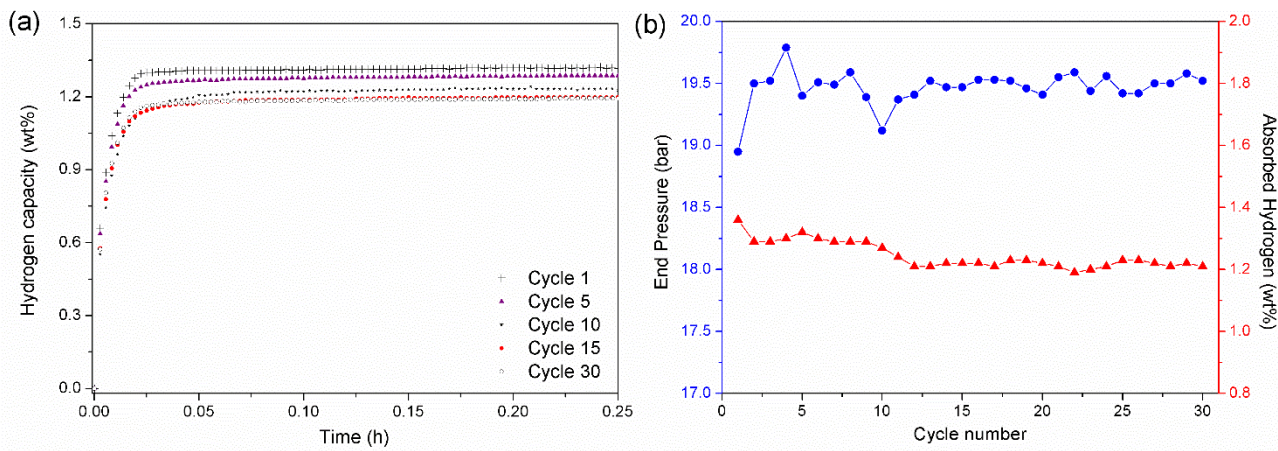 (a)
Hydrogen capacity (wt%)
1.5
1.2
0.9
0.6
0.3
0.0
Cycle 1
Cycle 5
Cycle 10
Cycle 15
Cycle 30
0.00 0.05 0.10 0.15 0.20 0.25
Time (h)
(b)
End Pressure (bar)
20.0
19.5
19.0
18.5
18.0
17.5
17.0
2.0
1.8
1.6
1.4
1.2
1.0
0.8
Absorbed Hydrogen (wt%)
0 5 10 15 20 25 30
Cycle number